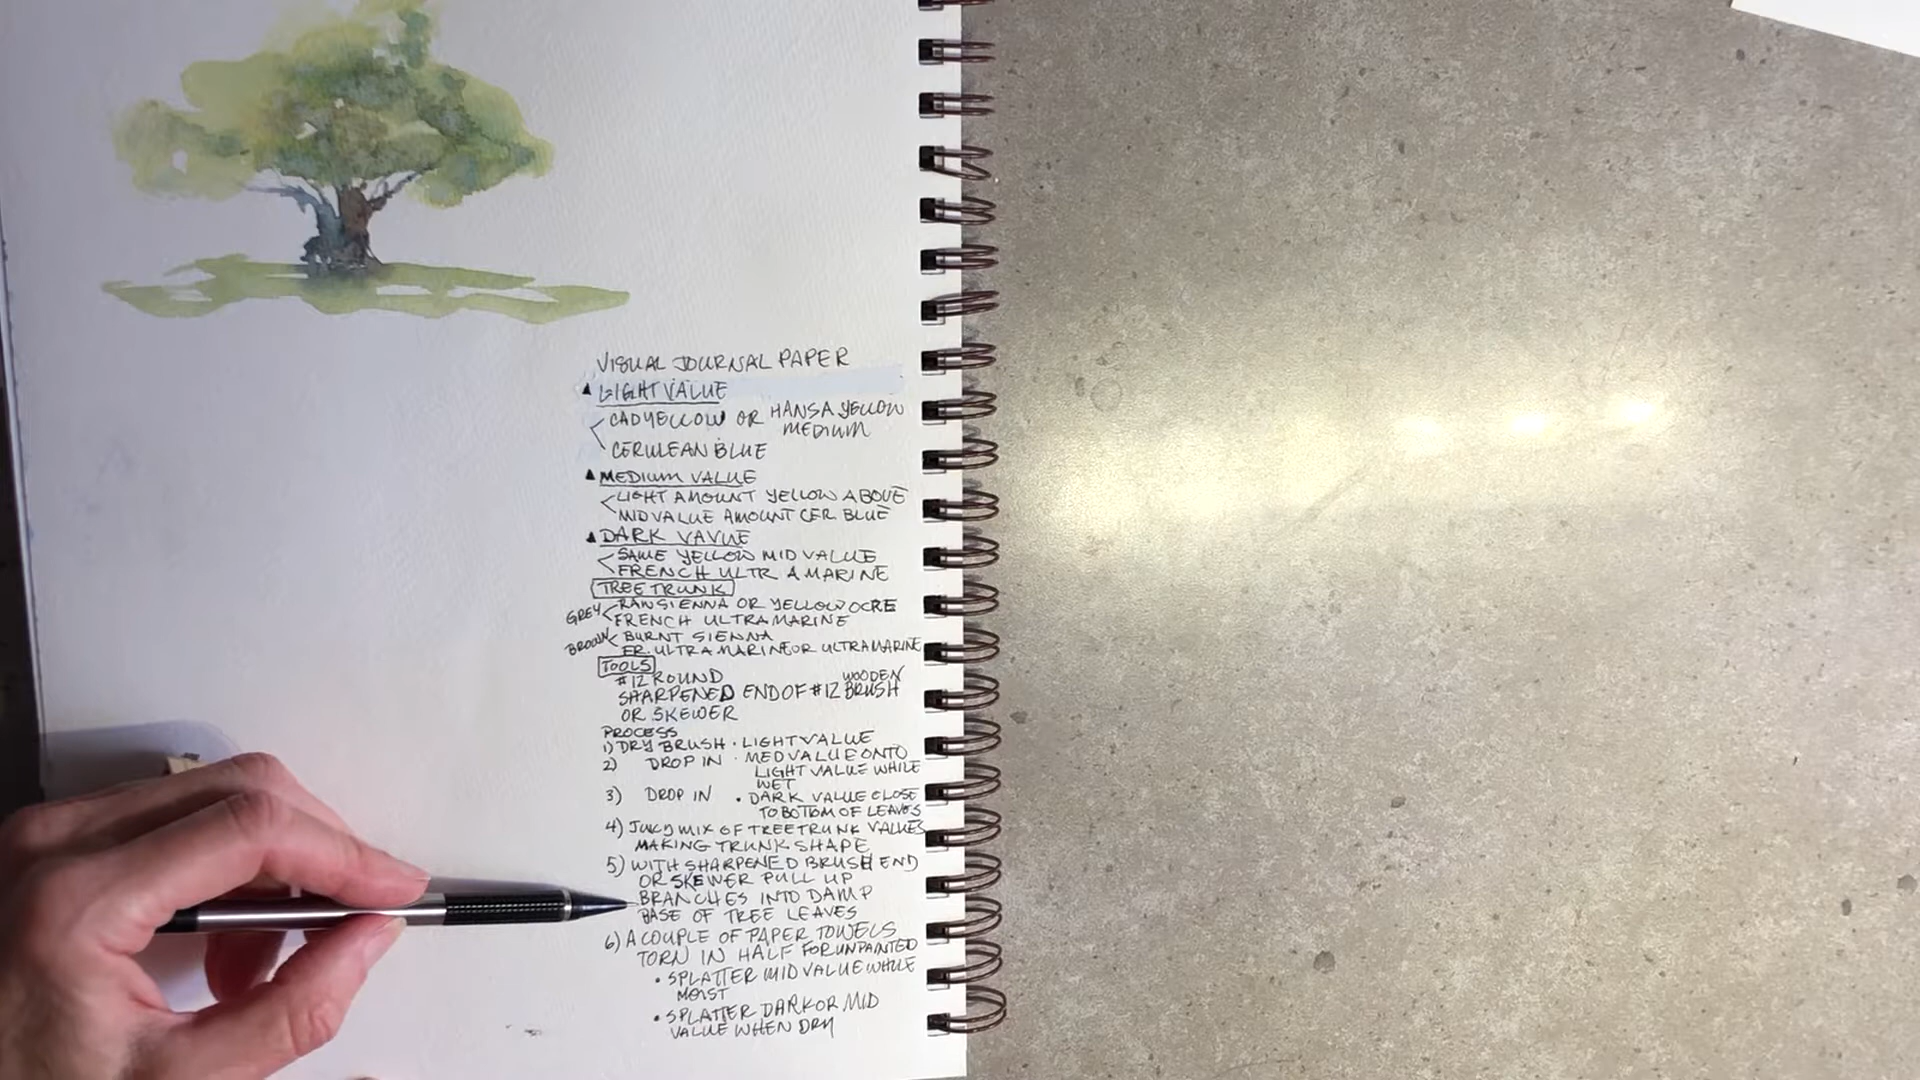 VISUAL JOURNAL PAPER
▲ LIGHT VALUE
CAD YELLOW OR HANSA YELLOW
MEDIUM
CERULEAN BLUE
▲ MEDIUM VALUE
LIGHT AMOUNT YELLOW ABOVE
MID VALUE AMOUNT CER BLUE
▲ DARK VAVUE
SAME YELLOW MID VALUE
FRENCH ULTRAMARINE
TREE TRUNK
GREY RAW SIENNA OR YELLOW OCRE
FRENCH ULTRAMARINE
BROWN BURNT SIENNA
FR. ULTRAMARINE OR ULTRAMARINE
TOOLS
#12 ROUND
SHARPENED END OF #12 WOODEN BRUSH
OR SKEWER
PROCESS
1) DRY BRUSH · LIGHT VALUE
2) DROP IN · MED VALUE ONTO
LIGHT VALUE WHILE
WET
3) DROP IN · DARK VALUE CLOSE
TO BOTTOM OF LEAVES
4) JUICY MIX OF TREE TRUNK VALUES
MAKING TRUNK SHAPE
5) WITH SHARPENED BRUSH END
OR SKEWER PULL UP
BRANCHES INTO DAMP
BASE OF TREE LEAVES
6) A COUPLE OF PAPER TOWELS
TORN IN HALF FOR UNPAINTED
· SPLATTER MID VALUE WHILE
MOIST
· SPLATTER DARK OR MID
VALUE WHEN DRY